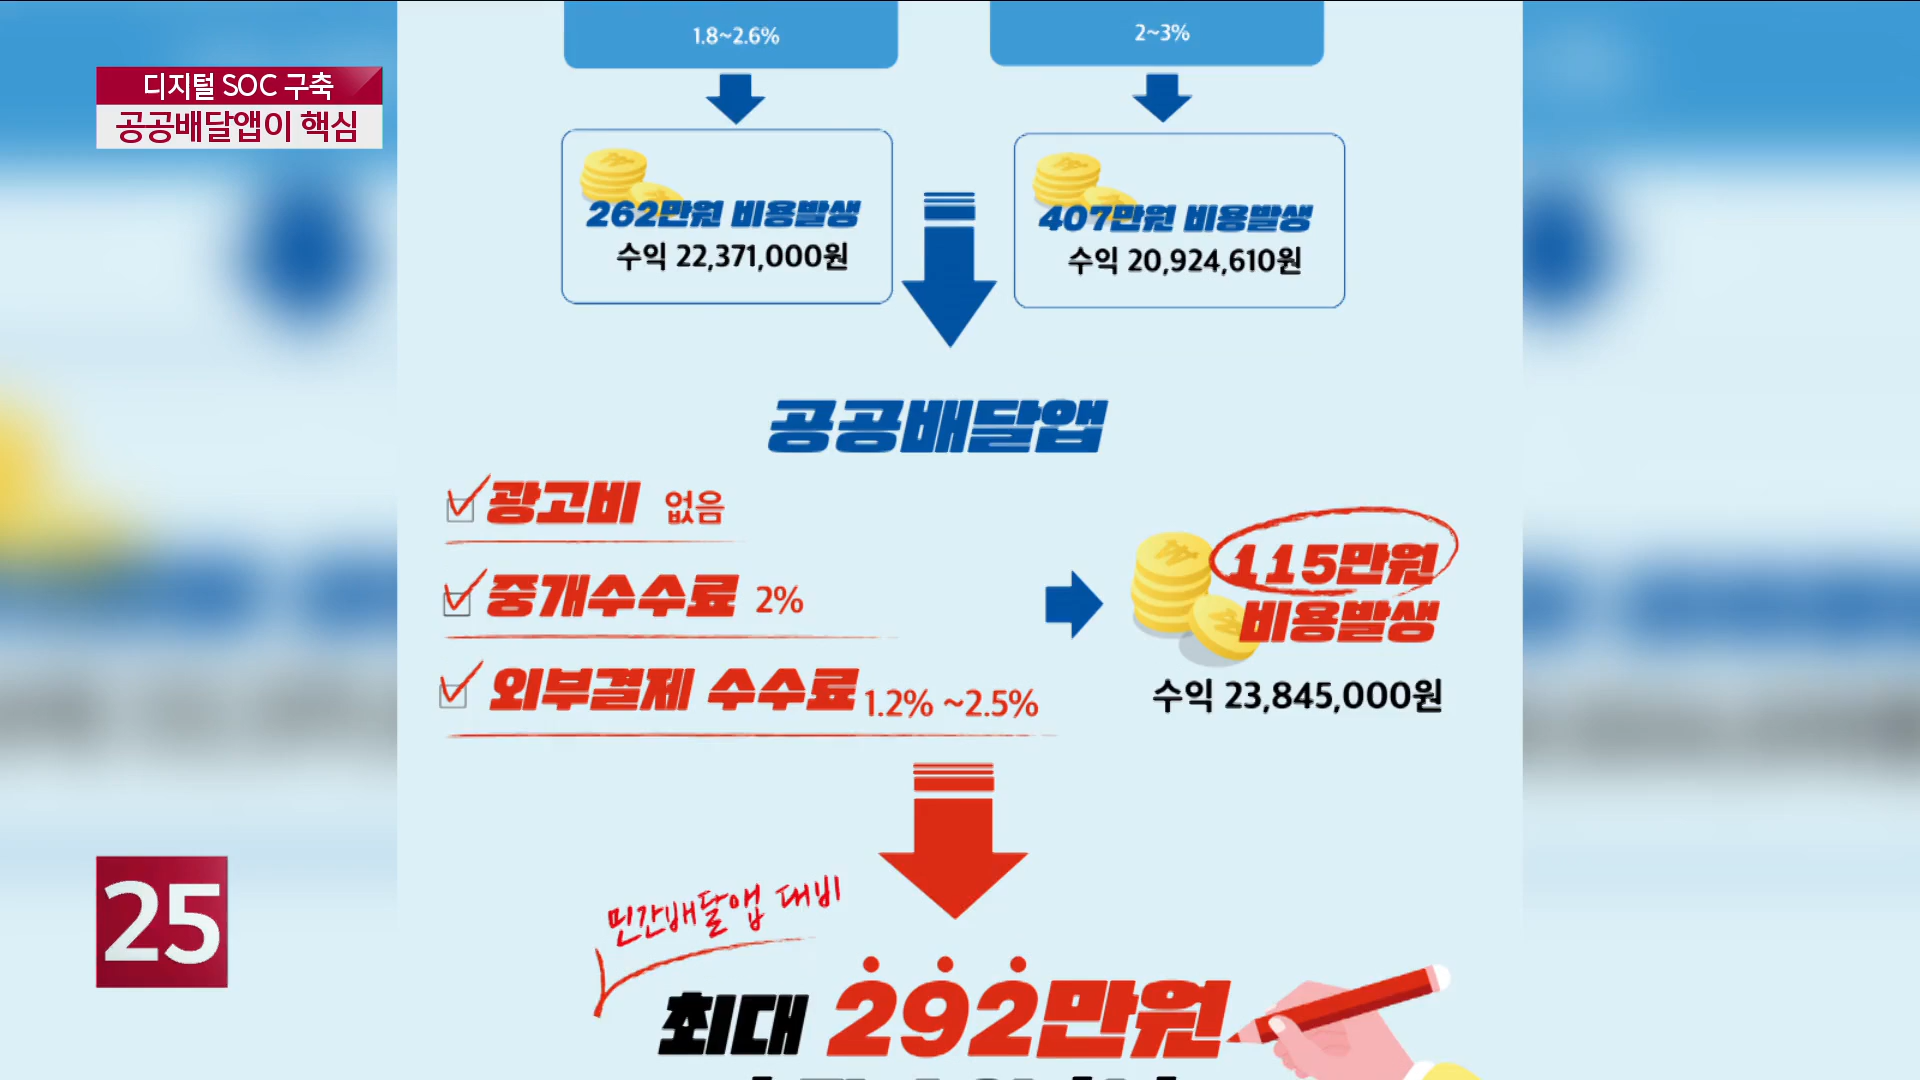 디지털 SOC 구축
공공배달앱이 핵심
1.8~2.6%
2~3%
262만원 비용발생
수익 22,371,000원
407만원 비용발생
수익 20,924,610원
공공배달앱
광고비 없음
중개수수료 2%
외부결제 수수료 1.2% ~2.5%
115만원
비용발생
수익 23,845,000원
민간배달앱 대비
최대 292만원
25